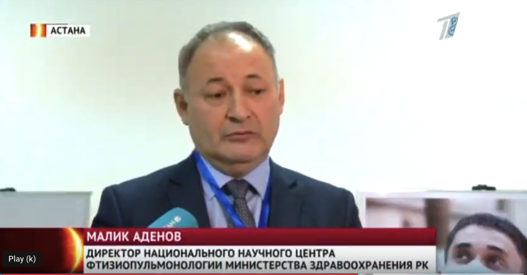 АСТАНА
МАЛИК АДЕНОВ
ДИРЕКТОР НАЦИОНАЛЬНОГО НАУЧНОГО ЦЕНТРА
ФТИЗИОПУЛЬМОНОЛОГИИ МИНИСТЕРСТВА ЗДРАВООХРАНЕНИЯ РК
Play (k)